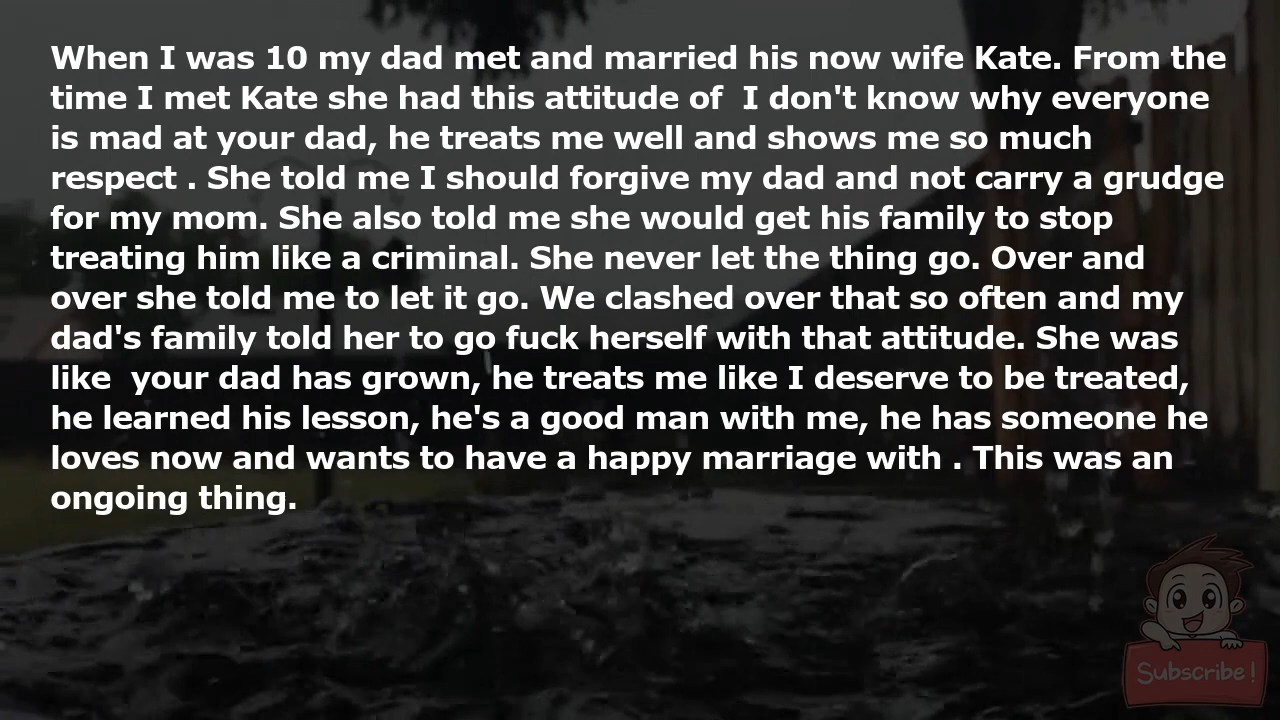 When I was 10 my dad met and married his now wife Kate. From the
time I met Kate she had this attitude of  I don't know why everyone
is mad at your dad, he treats me well and shows me so much
respect . She told me I should forgive my dad and not carry a grudge
for my mom. She also told me she would get his family to stop
treating him like a criminal. She never let the thing go. Over and
over she told me to let it go. We clashed over that so often and my
dad's family told her to go fuck herself with that attitude. She was
like  your dad has grown, he treats me like I deserve to be treated,
he learned his lesson, he's a good man with me, he has someone he
loves now and wants to have a happy marriage with . This was an
ongoing thing.
Subscribe!